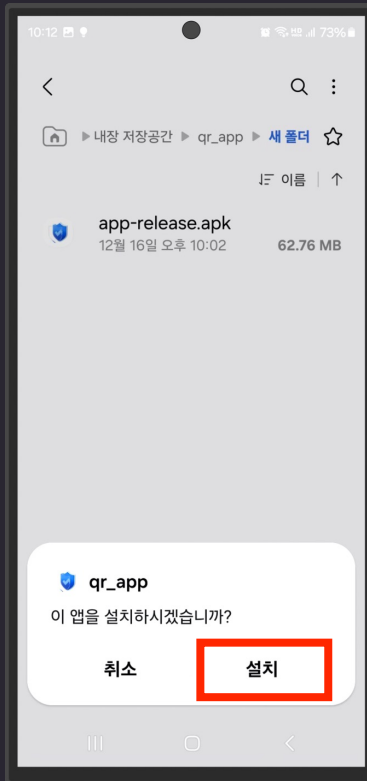 10:12 73%
내장 저장공간 ▶ qr_app ▶ 새 폴더
이름
app-release.apk
12월 16일 오후 10:02 62.76 MB
qr_app
이 앱을 설치하시겠습니까?
취소 설치